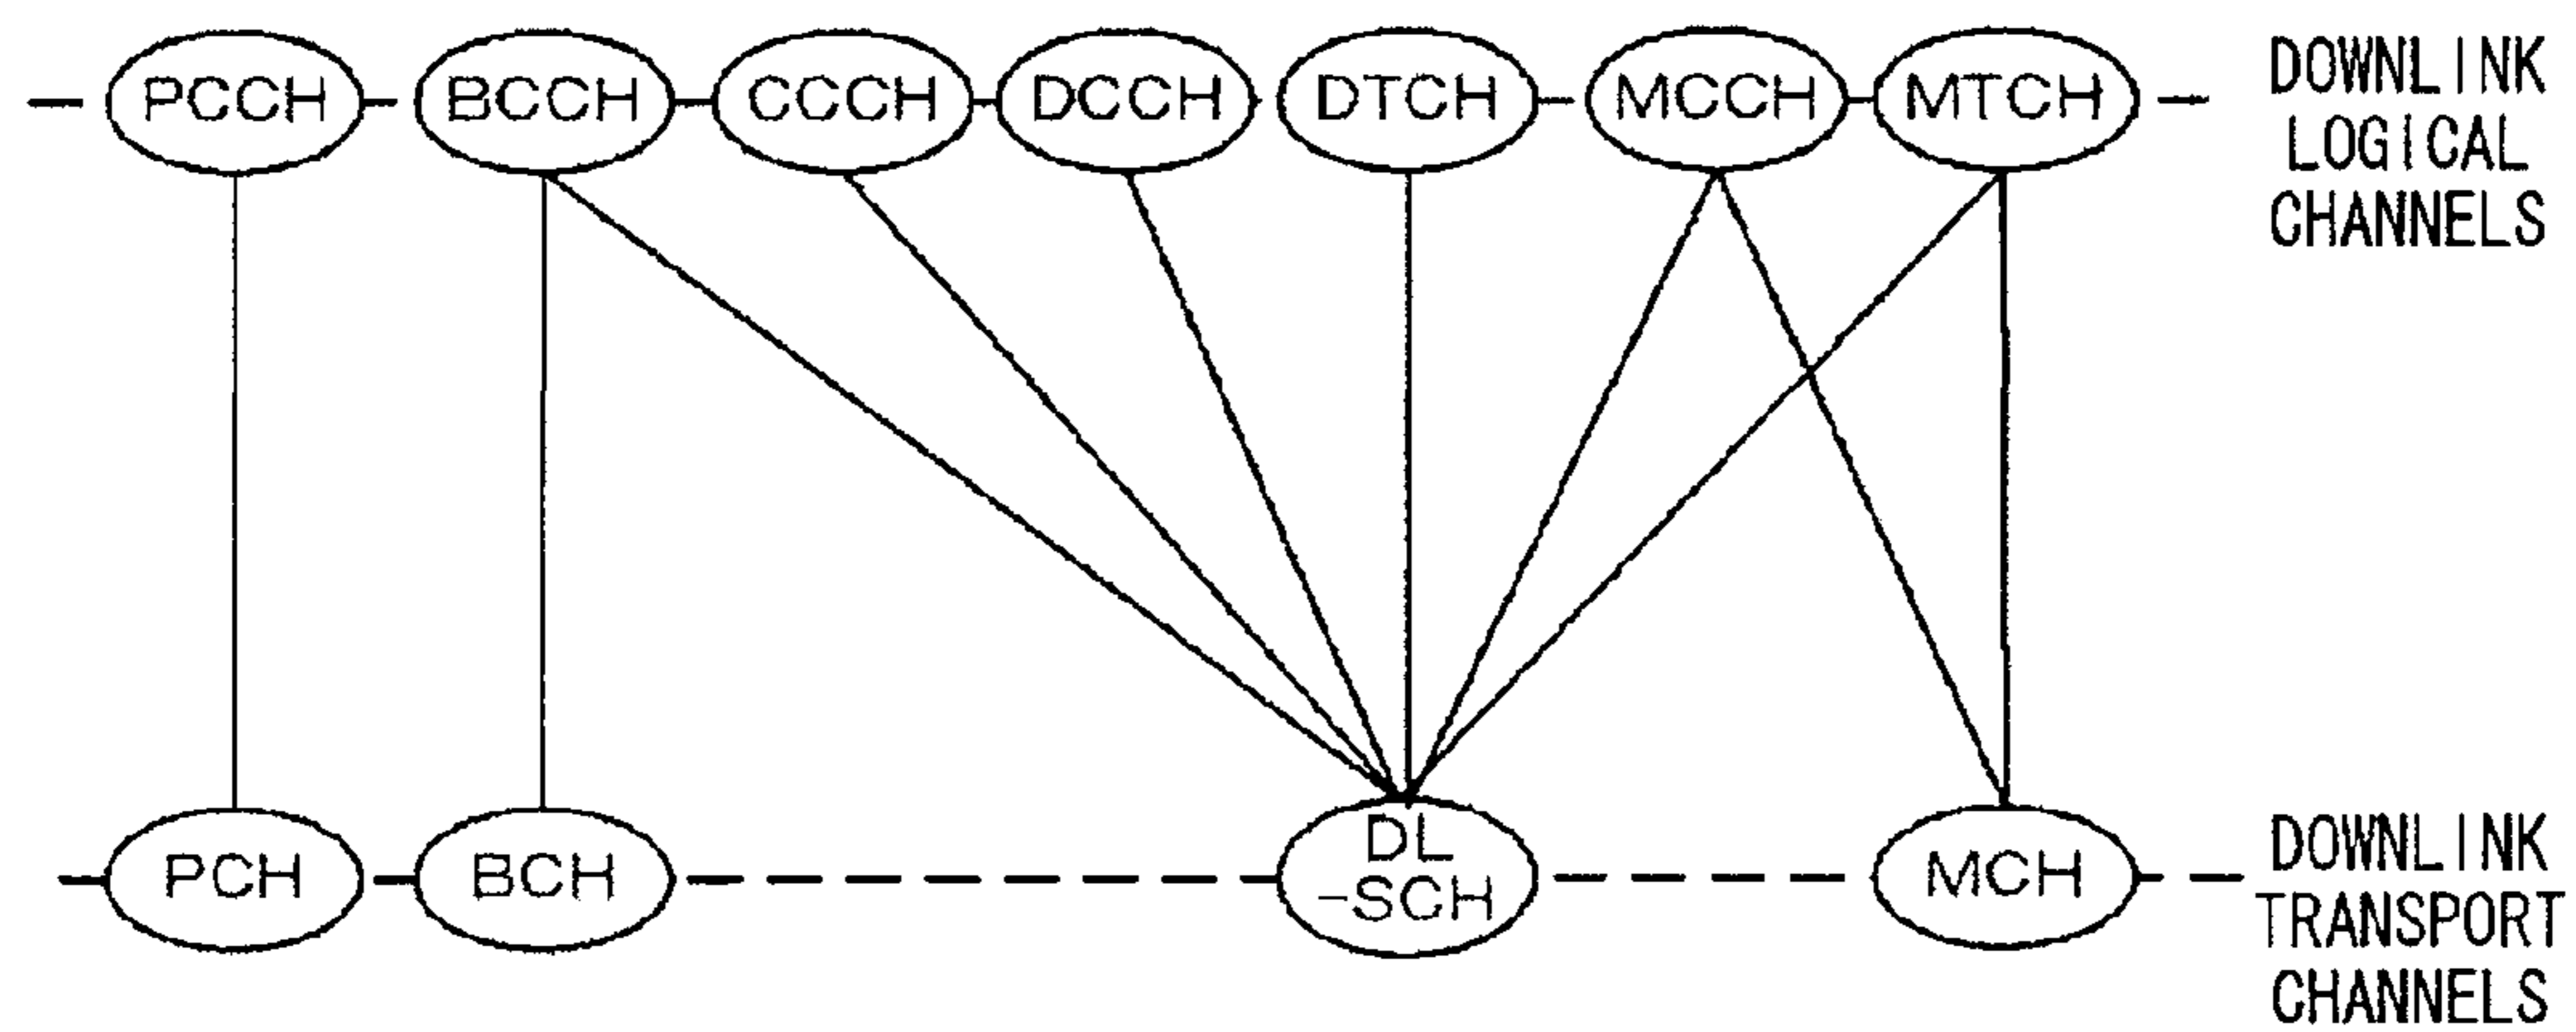 PCCH BCCH CCCH DCCH DTCH MCCH MTCH
DOWNLINK
LOGICAL
CHANNELS
PCH BCH DL
-SCH MCH
DOWNLINK
TRANSPORT
CHANNELS